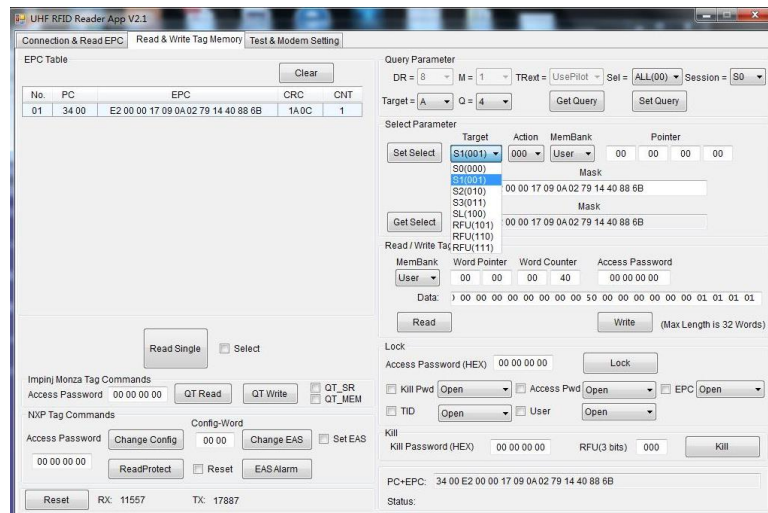 UHF RFID Reader App V2.1
Connection & Read EPC Read & Write Tag Memory Test & Modem Setting
EPC Table
Clear
No. PC EPC CRC CNT
01 34 00 E2 00 00 17 09 0A 02 79 14 40 88 6B 1A 0C 1
Read Single Select
Impinj Monza Tag Commands
Access Password 00 00 00 00 QT Read QT Write QT_SR
QT_MEM
NXP Tag Commands
Config-Word
Access Password Change Config 00 00 Change EAS Set EAS
00 00 00 00 ReadProtect Reset EAS Alarm
Reset RX: 11557 TX: 17887
Query Parameter
DR = 8 M = 1 TRext = UsePilot Sel = ALL(00) Session = S0
Target = A Q = 4 Get Query Set Query
Select Parameter
Target Action MemBank Pointer
Set Select S1(001) 000 User 00 00 00 00
S0(000)
S1(001)
S2(010)
S3(011)
SL(100)
RFU(101)
RFU(110)
RFU(111)
Mask
00 00 17 09 0A 02 79 14 40 88 6B
Mask
Get Select 00 00 17 09 0A 02 79 14 40 88 6B
Read / Write Ta
MemBank Word Pointer Word Counter Access Password
User 00 00 00 40 00 00 00 00
Data: 00 00 00 00 00 00 00 00 50 00 00 00 00 00 00 01 01 01 01
Read Write (Max Length is 32 Words)
Lock
Access Password (HEX) 00 00 00 00 Lock
Kill Pwd Open Access Pwd Open EPC Open
TID Open User Open
Kill
Kill Password (HEX) 00 00 00 00 RFU(3 bits) 000 Kill
PC+EPC: 34 00 E2 00 00 17 09 0A 02 79 14 40 88 6B
Status: